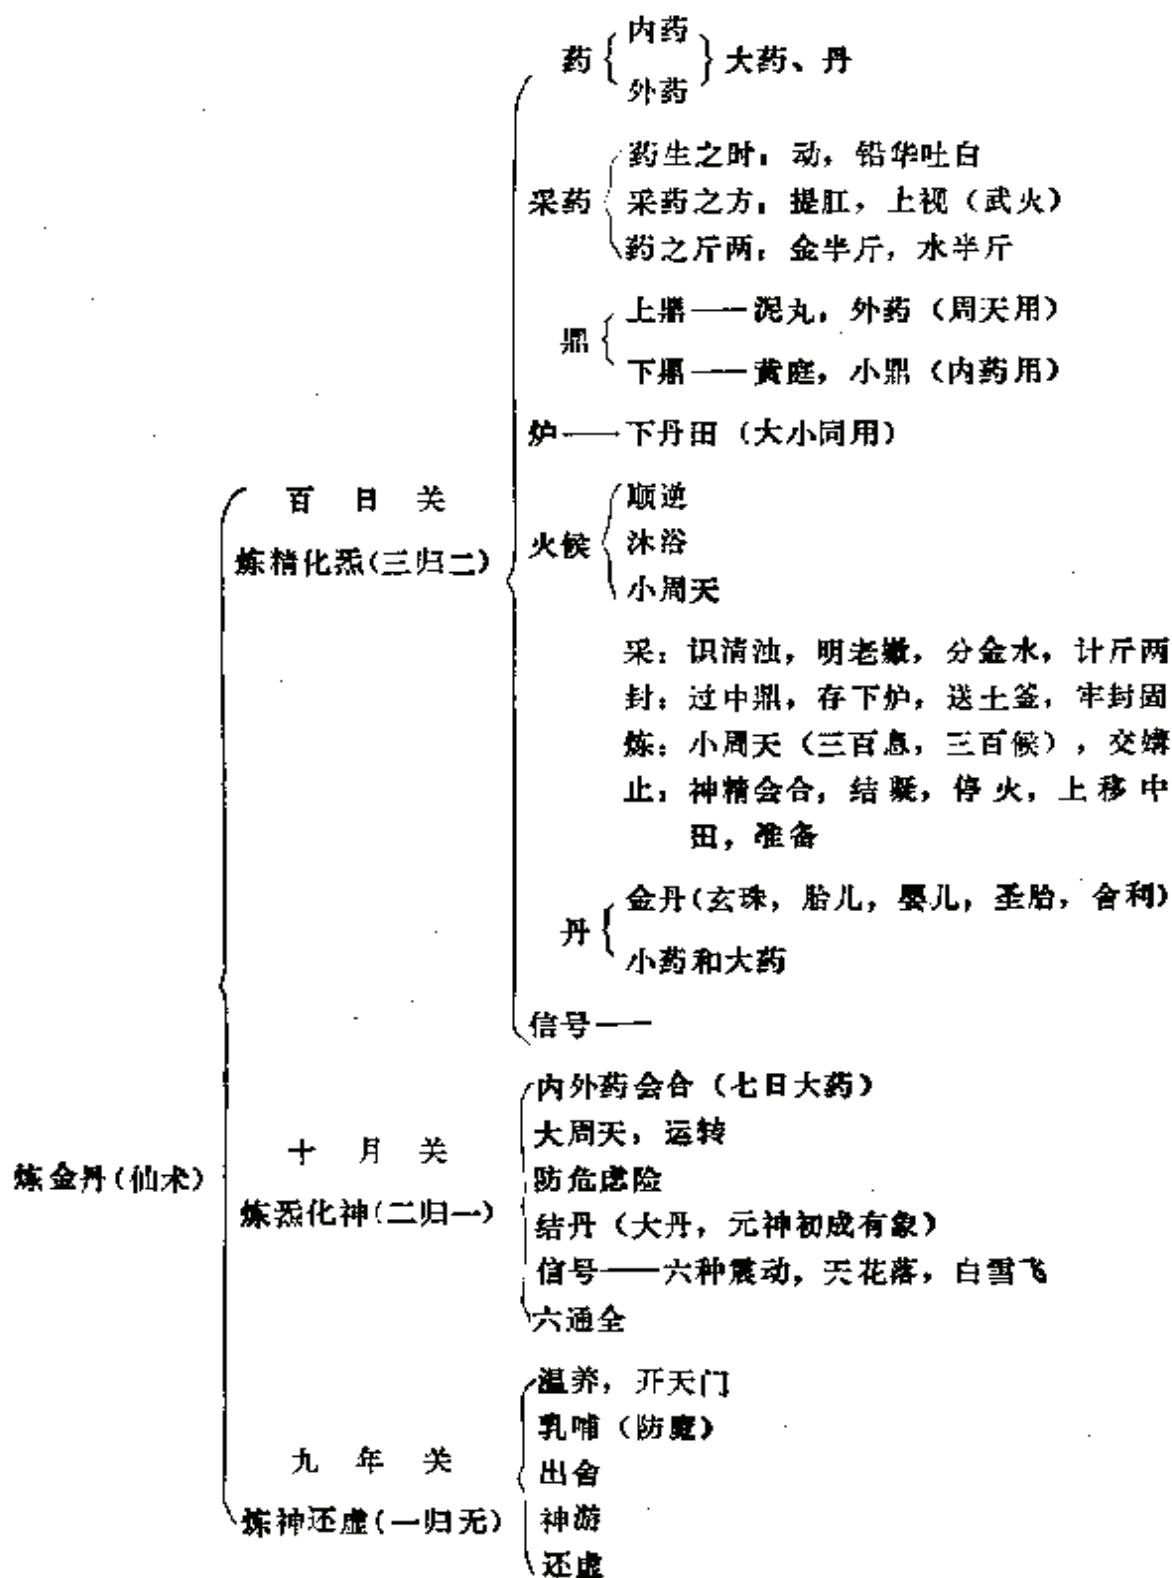 药 { 内药 外药 } 大药、丹
采药
药生之时：动，铅华吐白
采药之方：提肛，上视（武火）
药之斤两：金半斤，水半斤
鼎
上鼎——泥丸，外药（周天用）
下鼎——黄庭，小鼎（内药用）
炉——下丹田（大小同用）
百日关
炼精化炁（三归二）
火候
顺逆
沐浴
小周天
采：识清浊，明老嫩，分金水，计斤两
封：过中鼎，存下炉，送土釜，牢封固
炼：小周天（三百息，三百候），交媾
止：神精会合，结凝，停火，上移中
田，准备
丹
金丹（玄珠，胎儿，婴儿，圣胎，舍利）
小药和大药
信号——
炼金丹（仙术）
十月关
炼炁化神（二归一）
内外药会合（七日大药）
大周天，运转
防危虑险
结丹（大丹，元神初成有象）
信号——六种震动，天花落，白雪飞
六通全
九年关
炼神还虚（一归无）
温养，开天门
乳哺（防魔）
出舍
神游
还虚